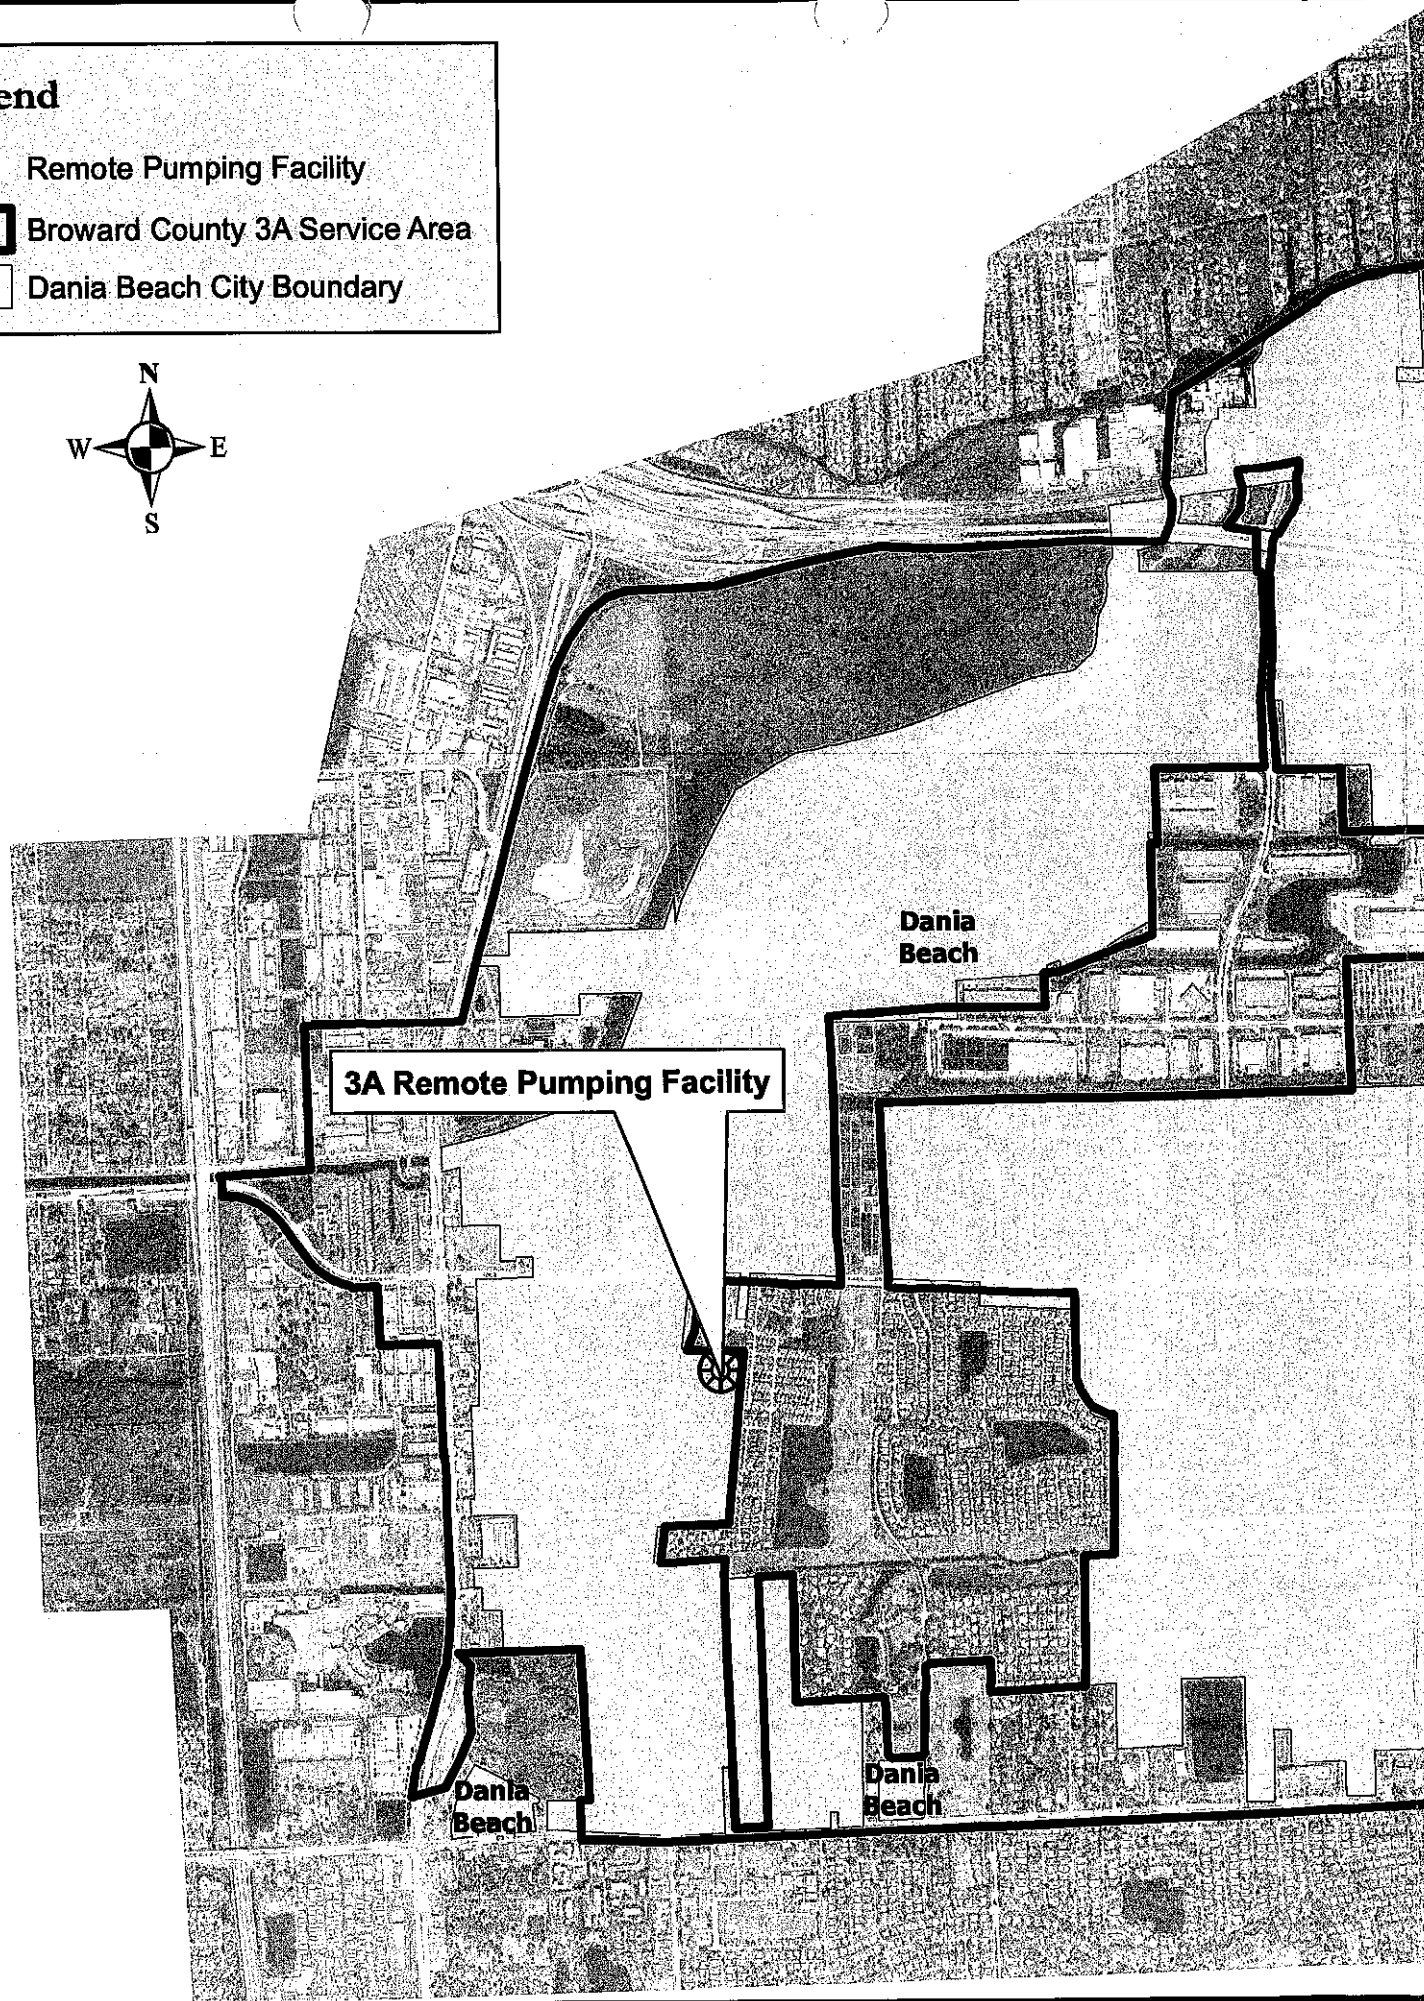 end
Remote Pumping Facility
Broward County 3A Service Area
Dania Beach City Boundary
N
W E
S
Dania
Beach
3A Remote Pumping Facility
Dania
Beach
Dania
Beach